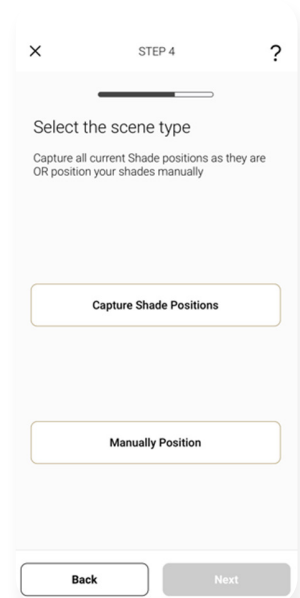 STEP 4
?
Select the scene type
Capture all current Shade positions as they are
OR position your shades manually
Capture Shade Positions
Manually Position
Back
Next